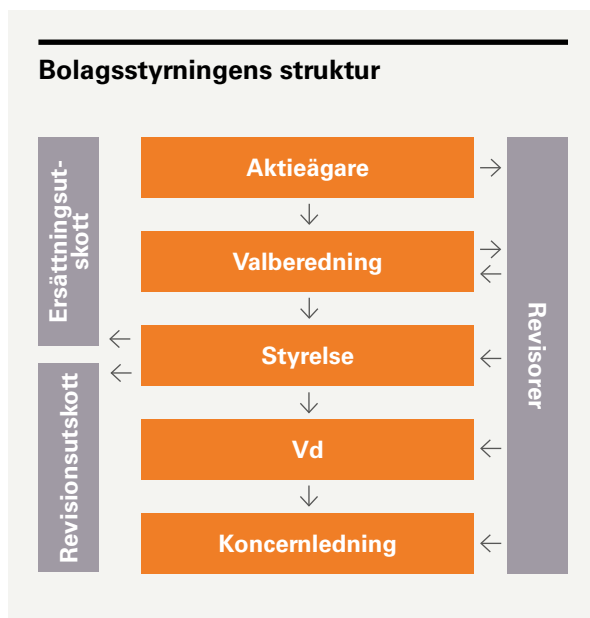 Bolagsstyrningens struktur
Ersättningsut-
skott
Revisionsutskott
Aktieägare
Valberedning
Styrelse
Vd
Koncernledning
Revisorer